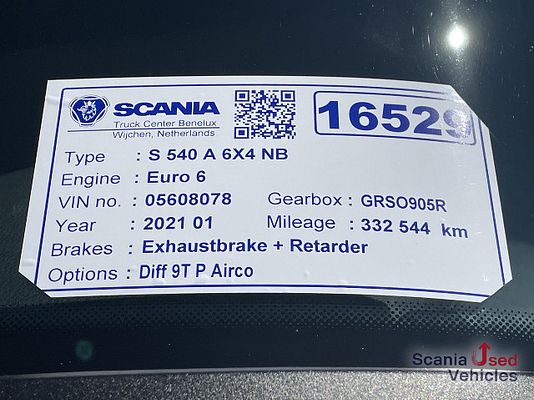 SCANIA
Truck Center Benelux
Wijchen, Netherlands
16529
Type : S 540 A 6X4 NB
Engine : Euro 6
VIN no. : 05608078 Gearbox : GRSO905R
Year : 2021 01 Mileage : 332 544 km
Brakes : Exhaustbrake + Retarder
Options : Diff 9T P Airco
Scania Used
Vehicles